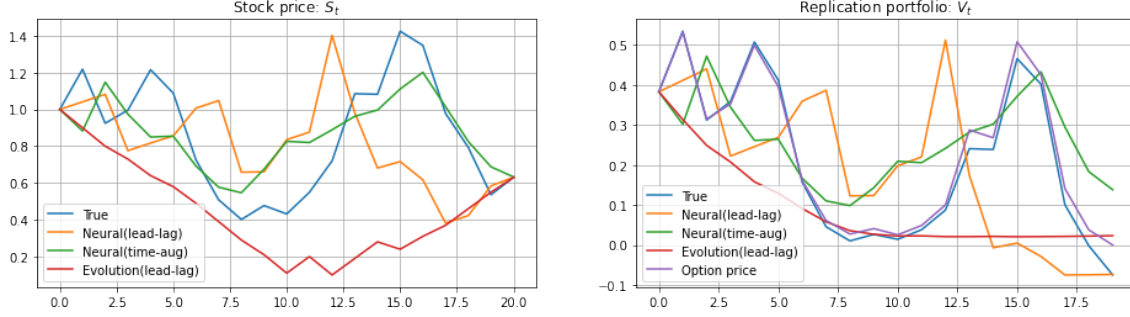 Stock price: S_t
1.4
1.2
1.0
0.8
0.6
0.4
0.2
True
Neural(lead-lag)
Neural(time-aug)
Evolution(lead-lag)
0.0 2.5 5.0 7.5 10.0 12.5 15.0 17.5 20.0
Replication portfolio: V_t
0.5
0.4
0.3
0.2
0.1
0.0
−0.1
True
Neural(lead-lag)
Neural(time-aug)
Evolution(lead-lag)
Option price
0.0 2.5 5.0 7.5 10.0 12.5 15.0 17.5